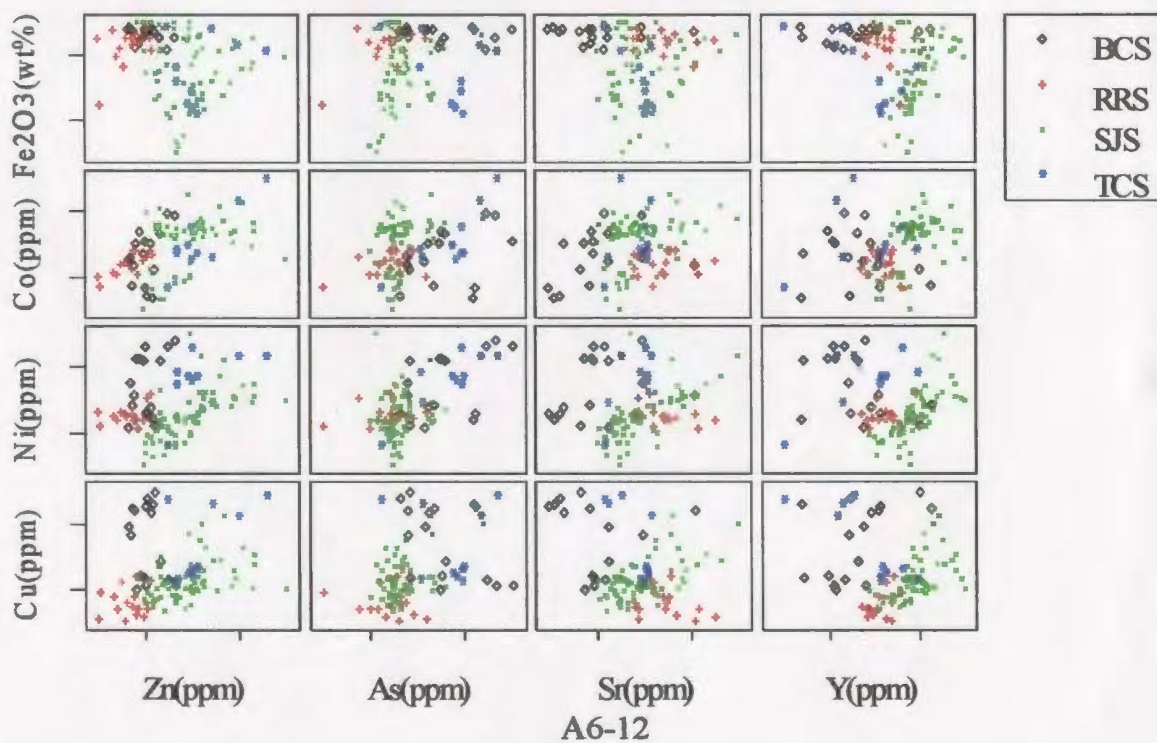 Fe2O3(wt%)
Co(ppm)
Ni(ppm)
Cu(ppm)
Zn(ppm) As(ppm) Sr(ppm) Y(ppm)
A6-12
BCS
RRS
SJS
TCS